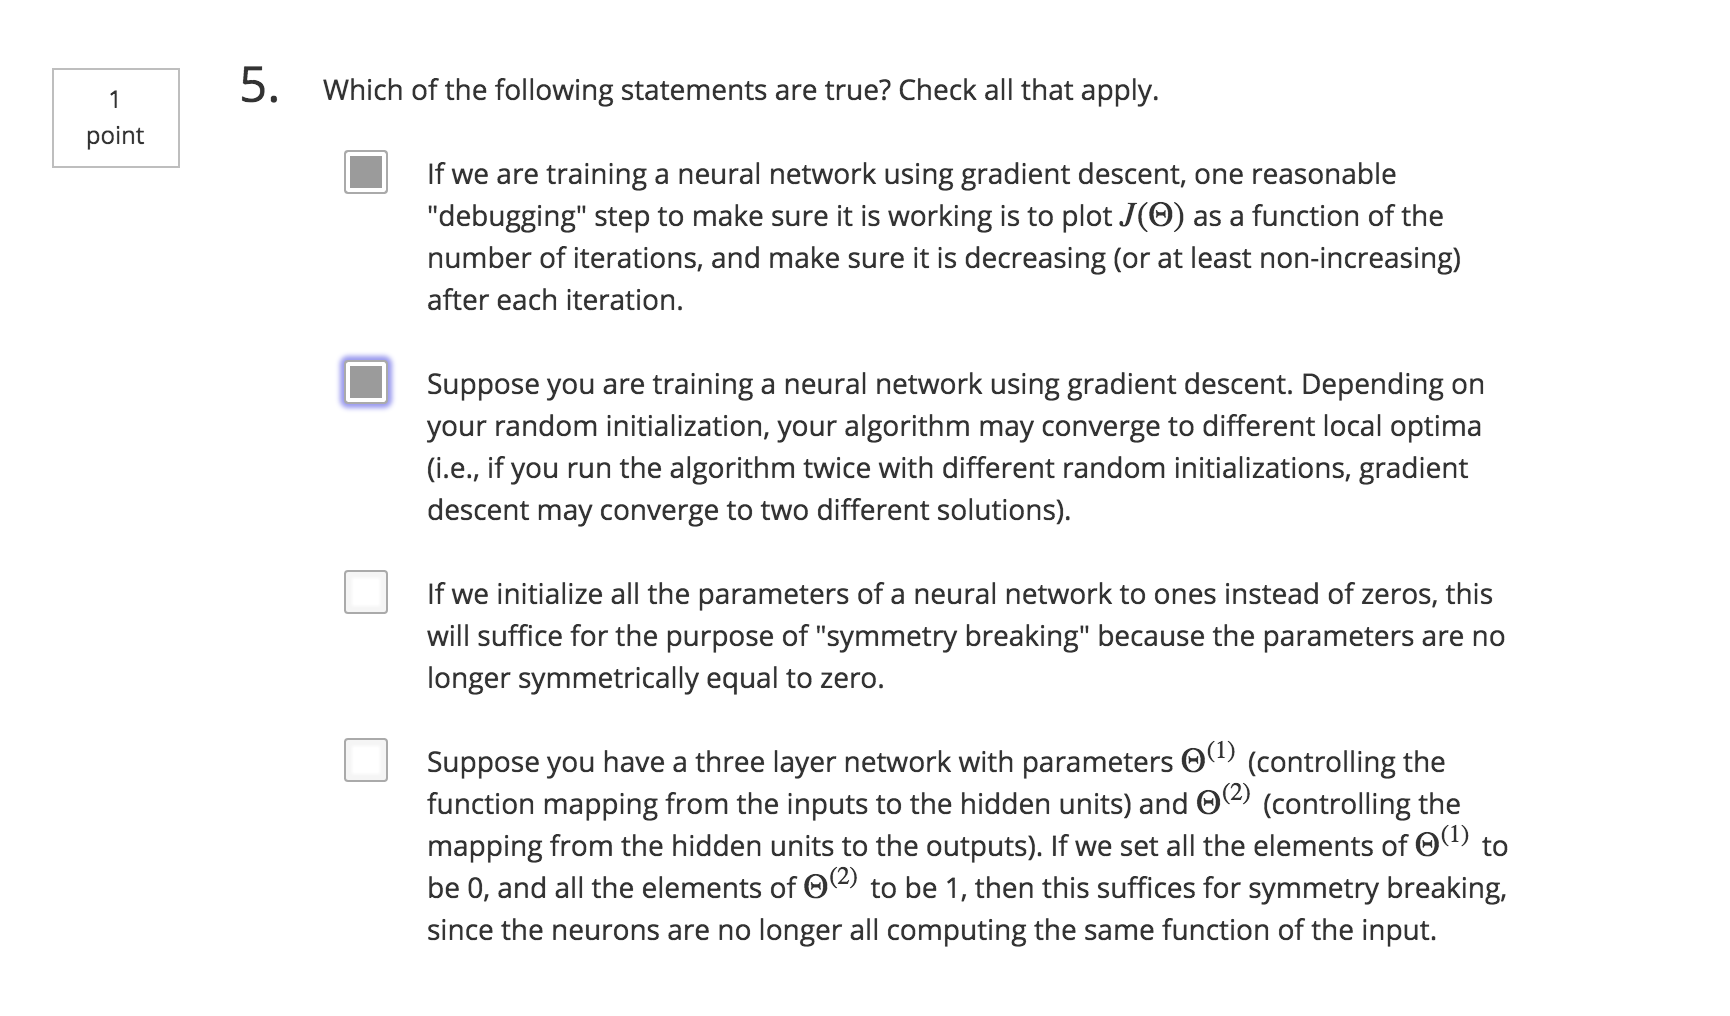 1
point
5.
Which of the following statements are true? Check all that apply.
If we are training a neural network using gradient descent, one reasonable
"debugging" step to make sure it is working is to plot J(Θ) as a function of the
number of iterations, and make sure it is decreasing (or at least non-increasing)
after each iteration.
Suppose you are training a neural network using gradient descent. Depending on
your random initialization, your algorithm may converge to different local optima
(i.e., if you run the algorithm twice with different random initializations, gradient
descent may converge to two different solutions).
If we initialize all the parameters of a neural network to ones instead of zeros, this
will suffice for the purpose of "symmetry breaking" because the parameters are no
longer symmetrically equal to zero.
Suppose you have a three layer network with parameters Θ^(1) (controlling the
function mapping from the inputs to the hidden units) and Θ^(2) (controlling the
mapping from the hidden units to the outputs). If we set all the elements of Θ^(1) to
be 0, and all the elements of Θ^(2) to be 1, then this suffices for symmetry breaking,
since the neurons are no longer all computing the same function of the input.